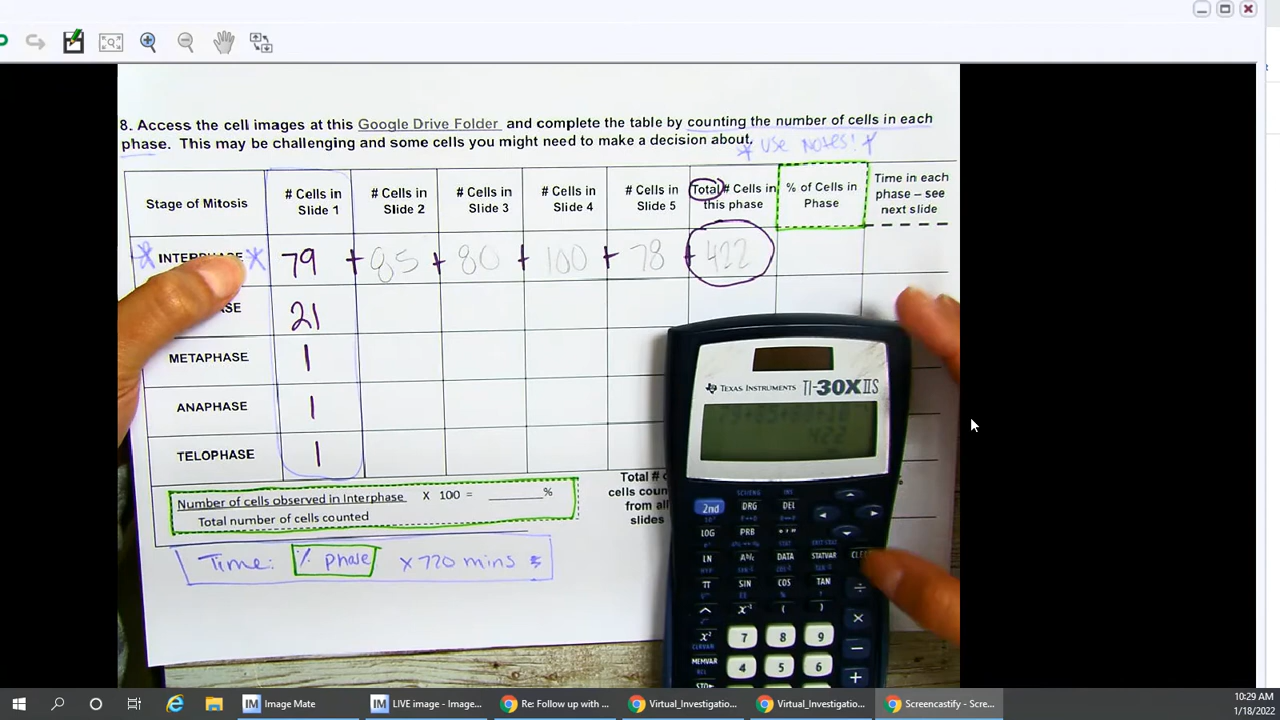 8. Access the cell images at this Google Drive Folder and complete the table by counting the number of cells in each
phase. This may be challenging and some cells you might need to make a decision about.
* USE NOTES! *
Stage of Mitosis
# Cells in
Slide 1
# Cells in
Slide 2
# Cells in
Slide 3
# Cells in
Slide 4
# Cells in
Slide 5
Total # Cells in
this phase
% of Cells in
Phase
Time in each
phase – see
next slide
* * 79 + 85 + 80 + 100 + 78 + 422
21
METAPHASE 1
ANAPHASE 1
TELOPHASE 1
Number of cells observed in Interphase X 100 = ______%
Total number of cells counted
Total #
from all
slides
Time: % phase x 720 mins
TEXAS INSTRUMENTS TI-30X IIS
422
2nd DRG DEL
LOG PRB
LN A b/c DATA STATVAR
π SIN COS TAN
^ x⁻¹ ( ) ÷
x² 7 8 9 ×
MEMVAR 4 5 6 −
+
Image Mate
LIVE image - Image...
Re: Follow up with ...
Virtual_Investigatio...
Virtual_Investigatio...
Screencastify - Scre...
10:29 AM
1/18/2022